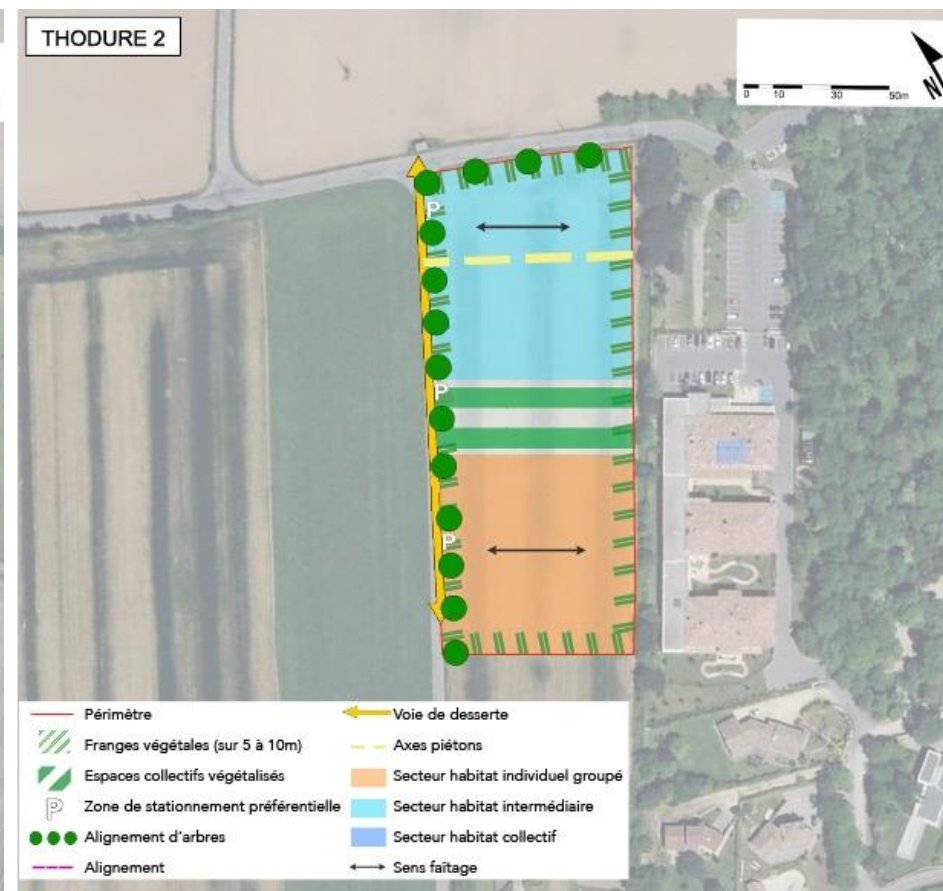 THODURE 2
N
0 10 30 50m
P
P
P
Périmètre
Franges végétales (sur 5 à 10m)
Espaces collectifs végétalisés
P Zone de stationnement préférentielle
Alignement d'arbres
Alignement
Voie de desserte
Axes piétons
Secteur habitat individuel groupé
Secteur habitat intermédiaire
Secteur habitat collectif
Sens faîtage